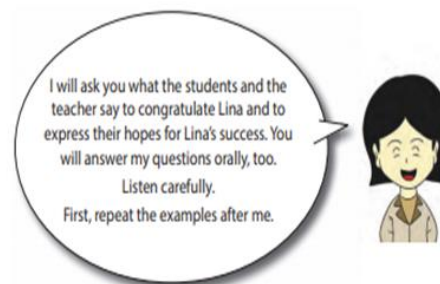 I will ask you what the students and the
teacher say to congratulate Lina and to
express their hopes for Lina's success. You
will answer my questions orally, too.
Listen carefully.
First, repeat the examples after me.